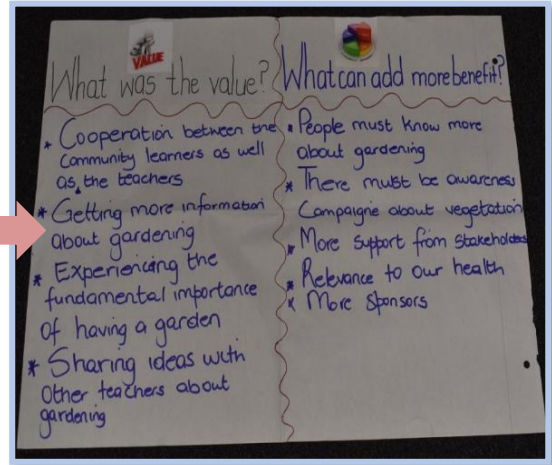 VALUE
What was the value?
* Cooperation between the
Community learners as well
as the teachers
* Getting more information
about gardening
* Experiencing the
fundamental importance
of having a garden
* Sharing ideas with
Other teachers about
gardening
What can add more benefit?
* People must know more
about gardening
* There must be awareness
Campaigne about vegetation
* More Support from Stakeholders
* Relevance to our health
* More Sponsors